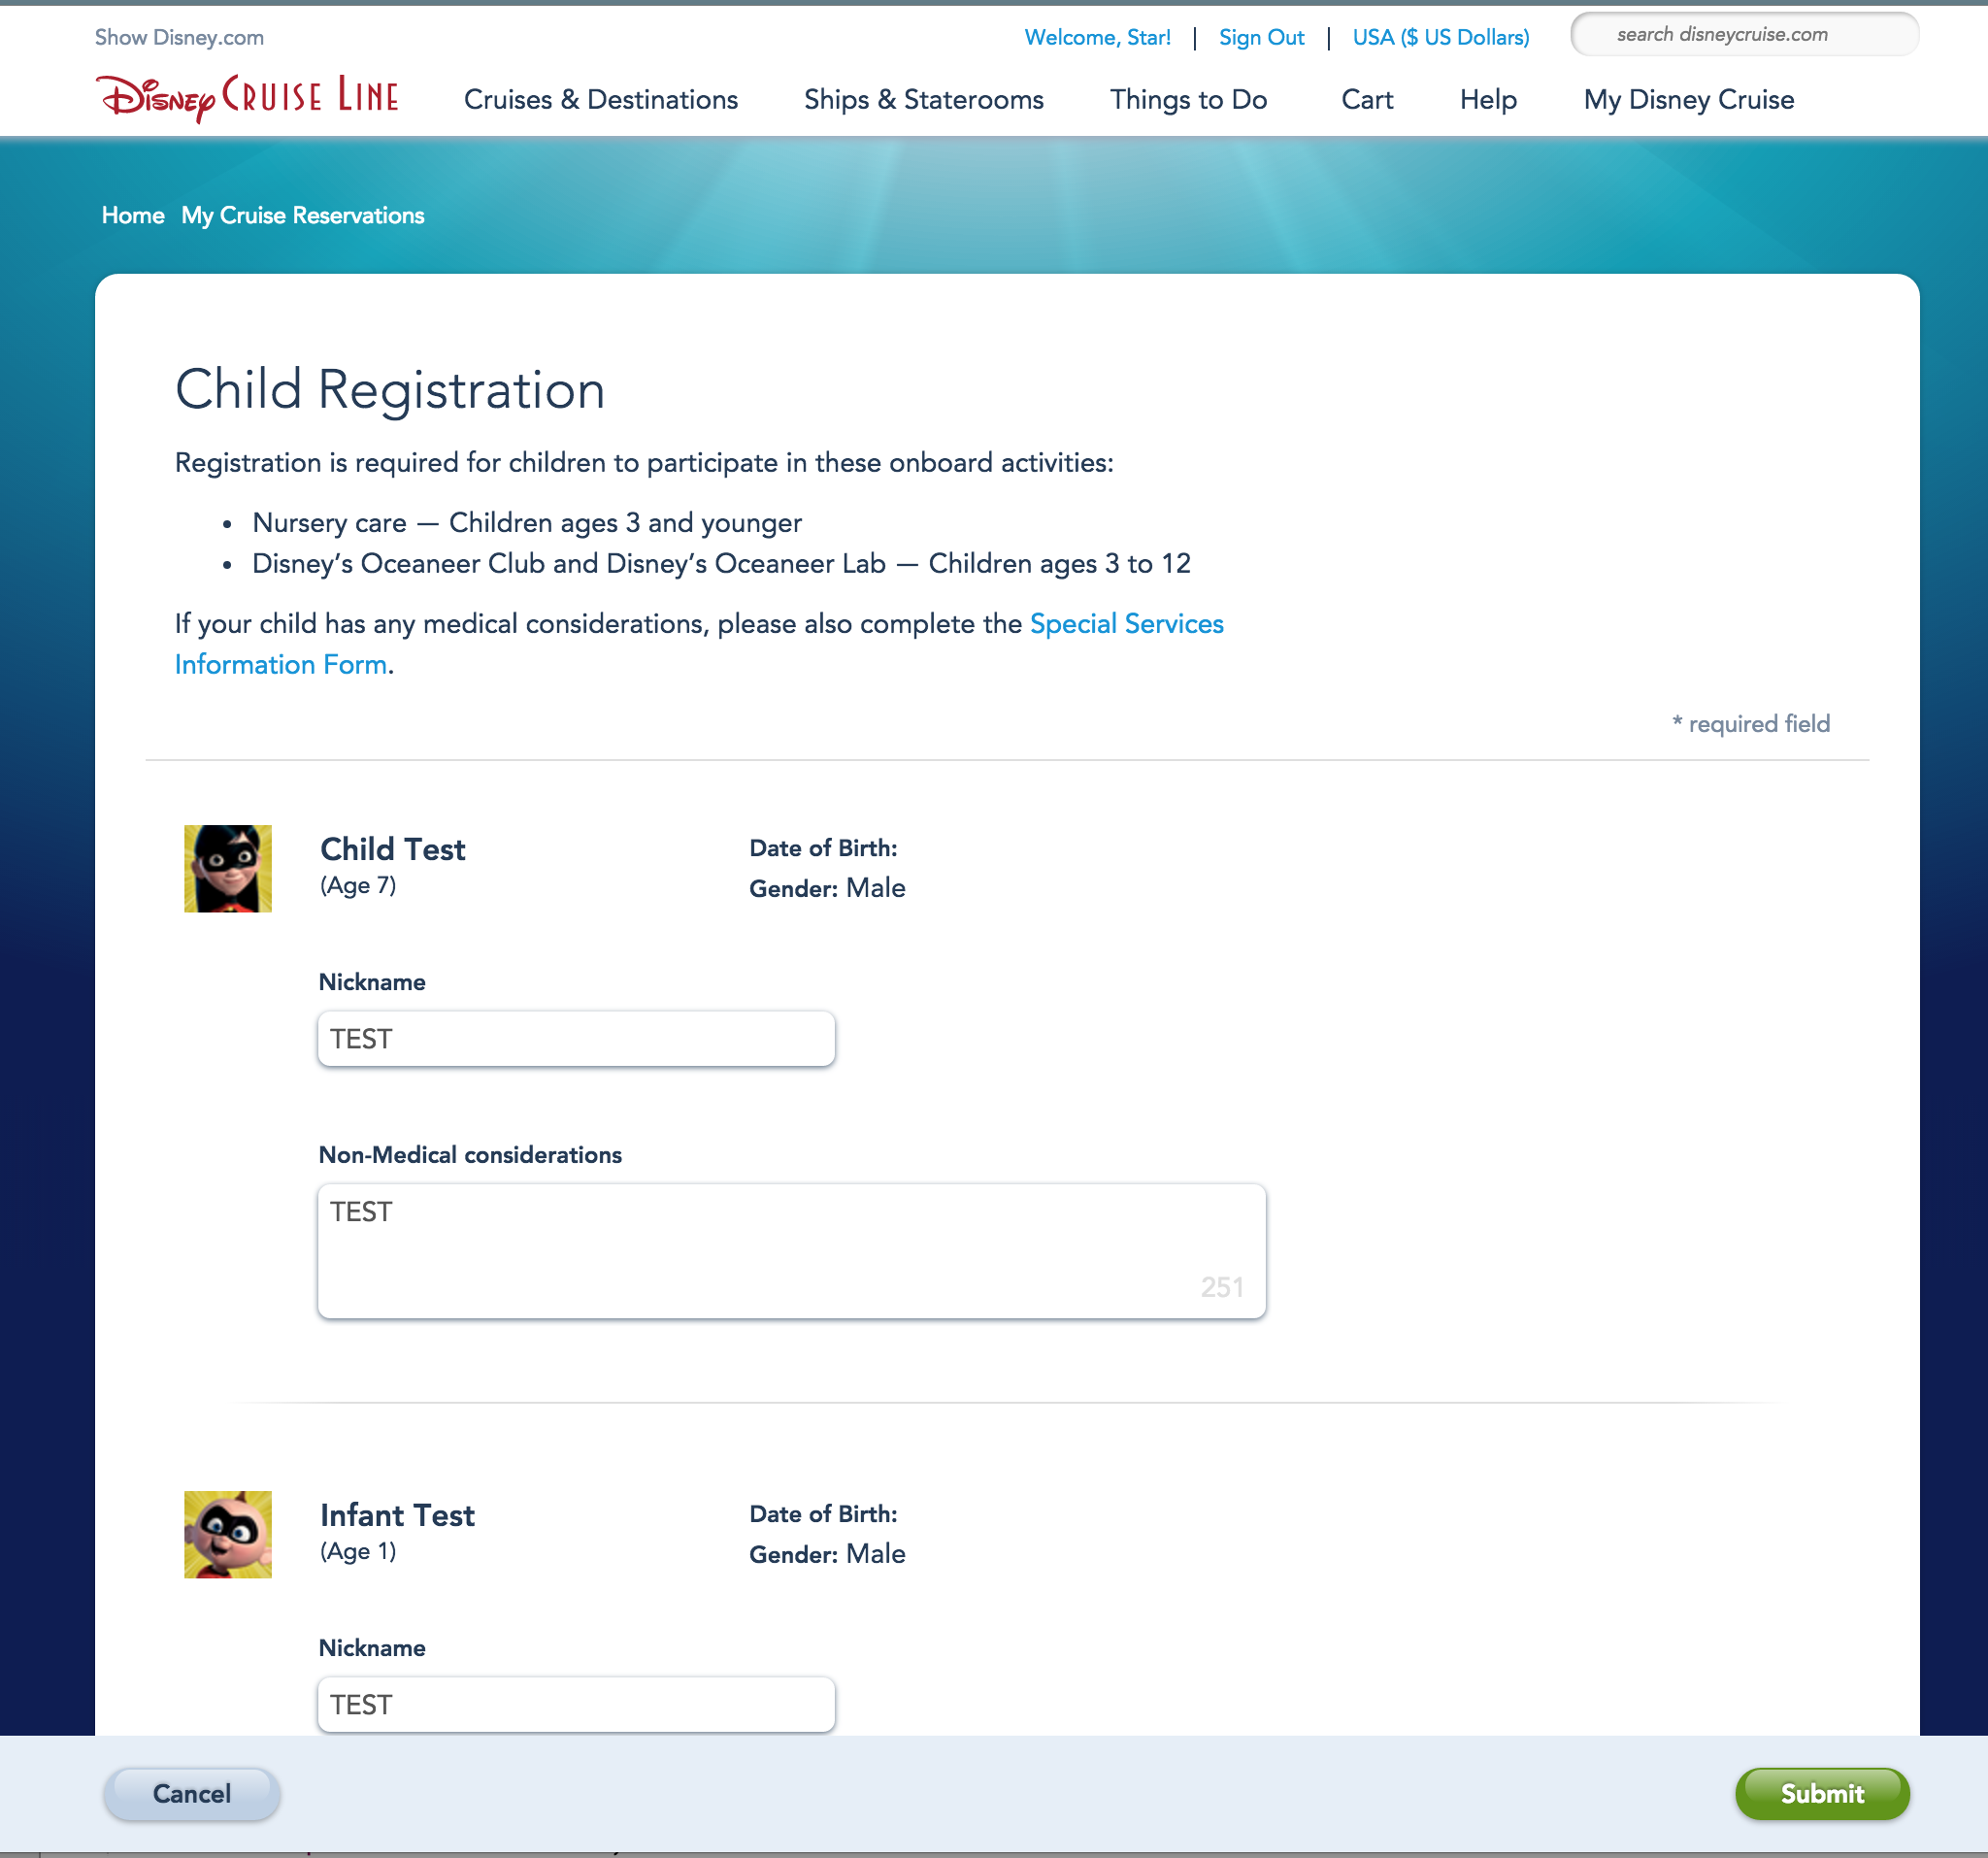 Show Disney.com
Welcome, Star! | Sign Out | USA ($ US Dollars)
search disneycruise.com
Disney Cruise Line
Cruises & Destinations
Ships & Staterooms
Things to Do
Cart
Help
My Disney Cruise
Home My Cruise Reservations
Child Registration
Registration is required for children to participate in these onboard activities:
• Nursery care — Children ages 3 and younger
• Disney’s Oceaneer Club and Disney’s Oceaneer Lab — Children ages 3 to 12
If your child has any medical considerations, please also complete the Special Services
Information Form.
* required field
Child Test
(Age 7)
Date of Birth:
Gender: Male
Nickname
TEST
Non-Medical considerations
TEST
251
Infant Test
(Age 1)
Date of Birth:
Gender: Male
Nickname
TEST
Cancel
Submit